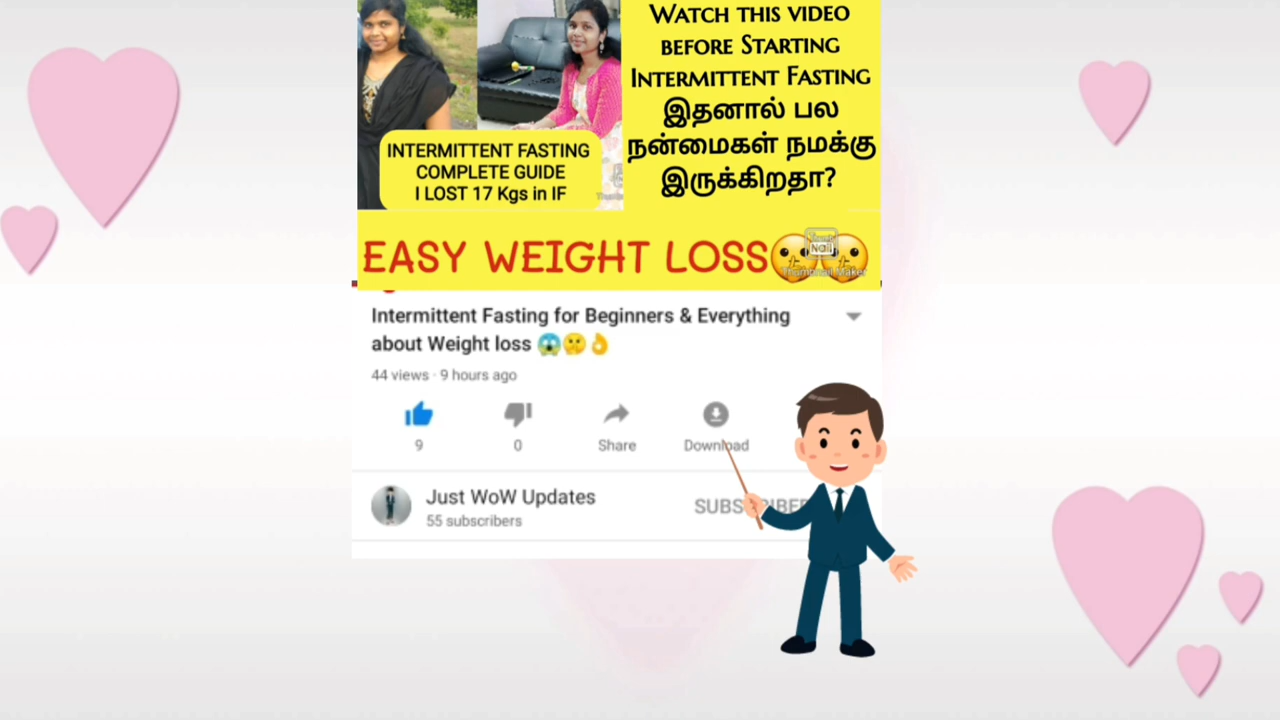 WATCH THIS VIDEO
BEFORE STARTING
INTERMITTENT FASTING
இதனால் பல
நன்மைகள் நமக்கு
இருக்கிறதா?
INTERMITTENT FASTING
COMPLETE GUIDE
I LOST 17 Kgs in IF
EASY WEIGHT LOSS
Thumbnail Maker
Intermittent Fasting for Beginners & Everything
about Weight loss 😱🤫👌
44 views · 9 hours ago
9
0
Share
Download
Just WoW Updates
55 subscribers